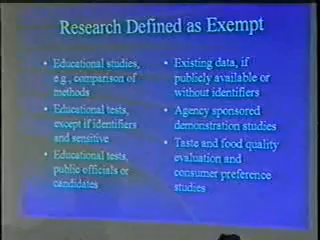 Research Defined as Exempt
• Educational studies,
e.g., comparison of
methods
• Educational tests,
except if identifiers
and sensitive
• Educational tests,
public officials or
candidates
• Existing data, if
publicly available or
without identifiers
• Agency sponsored
demonstration studies
• Taste and food quality
evaluation and
consumer preference
studies